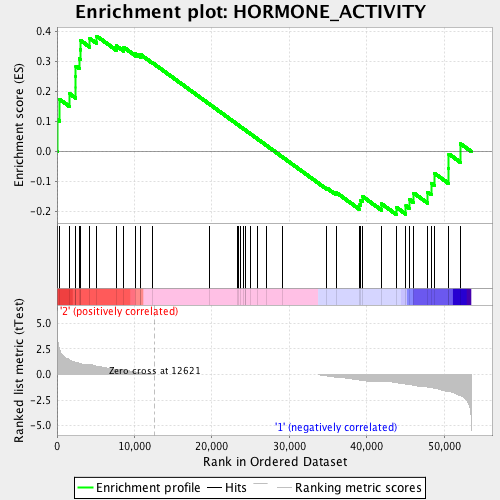 Enrichment plot: HORMONE_ACTIVITY
Enrichment score (ES)
0.4
0.3
0.2
0.1
0.0
-0.1
-0.2
'2' (positively correlated)
Zero cross at 12621
'1' (negatively correlated)
Ranked list metric (tTest)
5.0
2.5
0.0
-2.5
-5.0
0
10,000
20,000
30,000
40,000
50,000
Rank in Ordered Dataset
Enrichment profile
Hits
Ranking metric scores